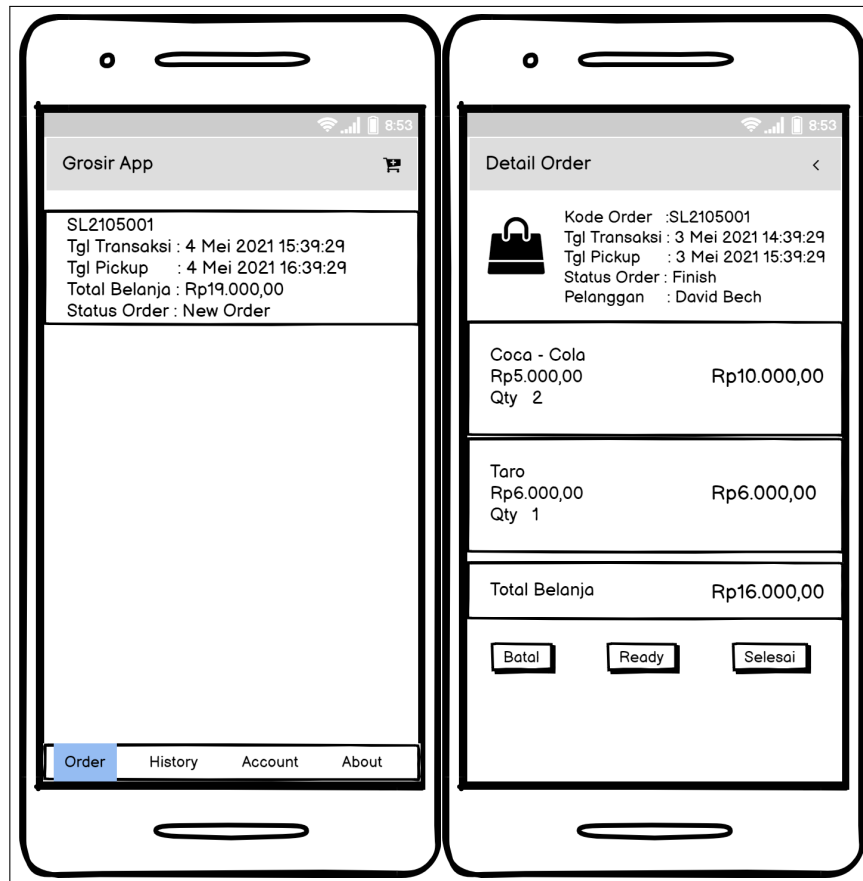 8:53
Grosir App
SL2105001
Tgl Transaksi : 4 Mei 2021 15:39:29
Tgl Pickup : 4 Mei 2021 16:39:29
Total Belanja : Rp19.000,00
Status Order : New Order
Order History Account About
8:53
Detail Order <
Kode Order :SL2105001
Tgl Transaksi : 3 Mei 2021 14:39:29
Tgl Pickup : 3 Mei 2021 15:39:29
Status Order : Finish
Pelanggan : David Bech
Coca - Cola
Rp5.000,00 Rp10.000,00
Qty 2
Taro
Rp6.000,00 Rp6.000,00
Qty 1
Total Belanja Rp16.000,00
Batal Ready Selesai